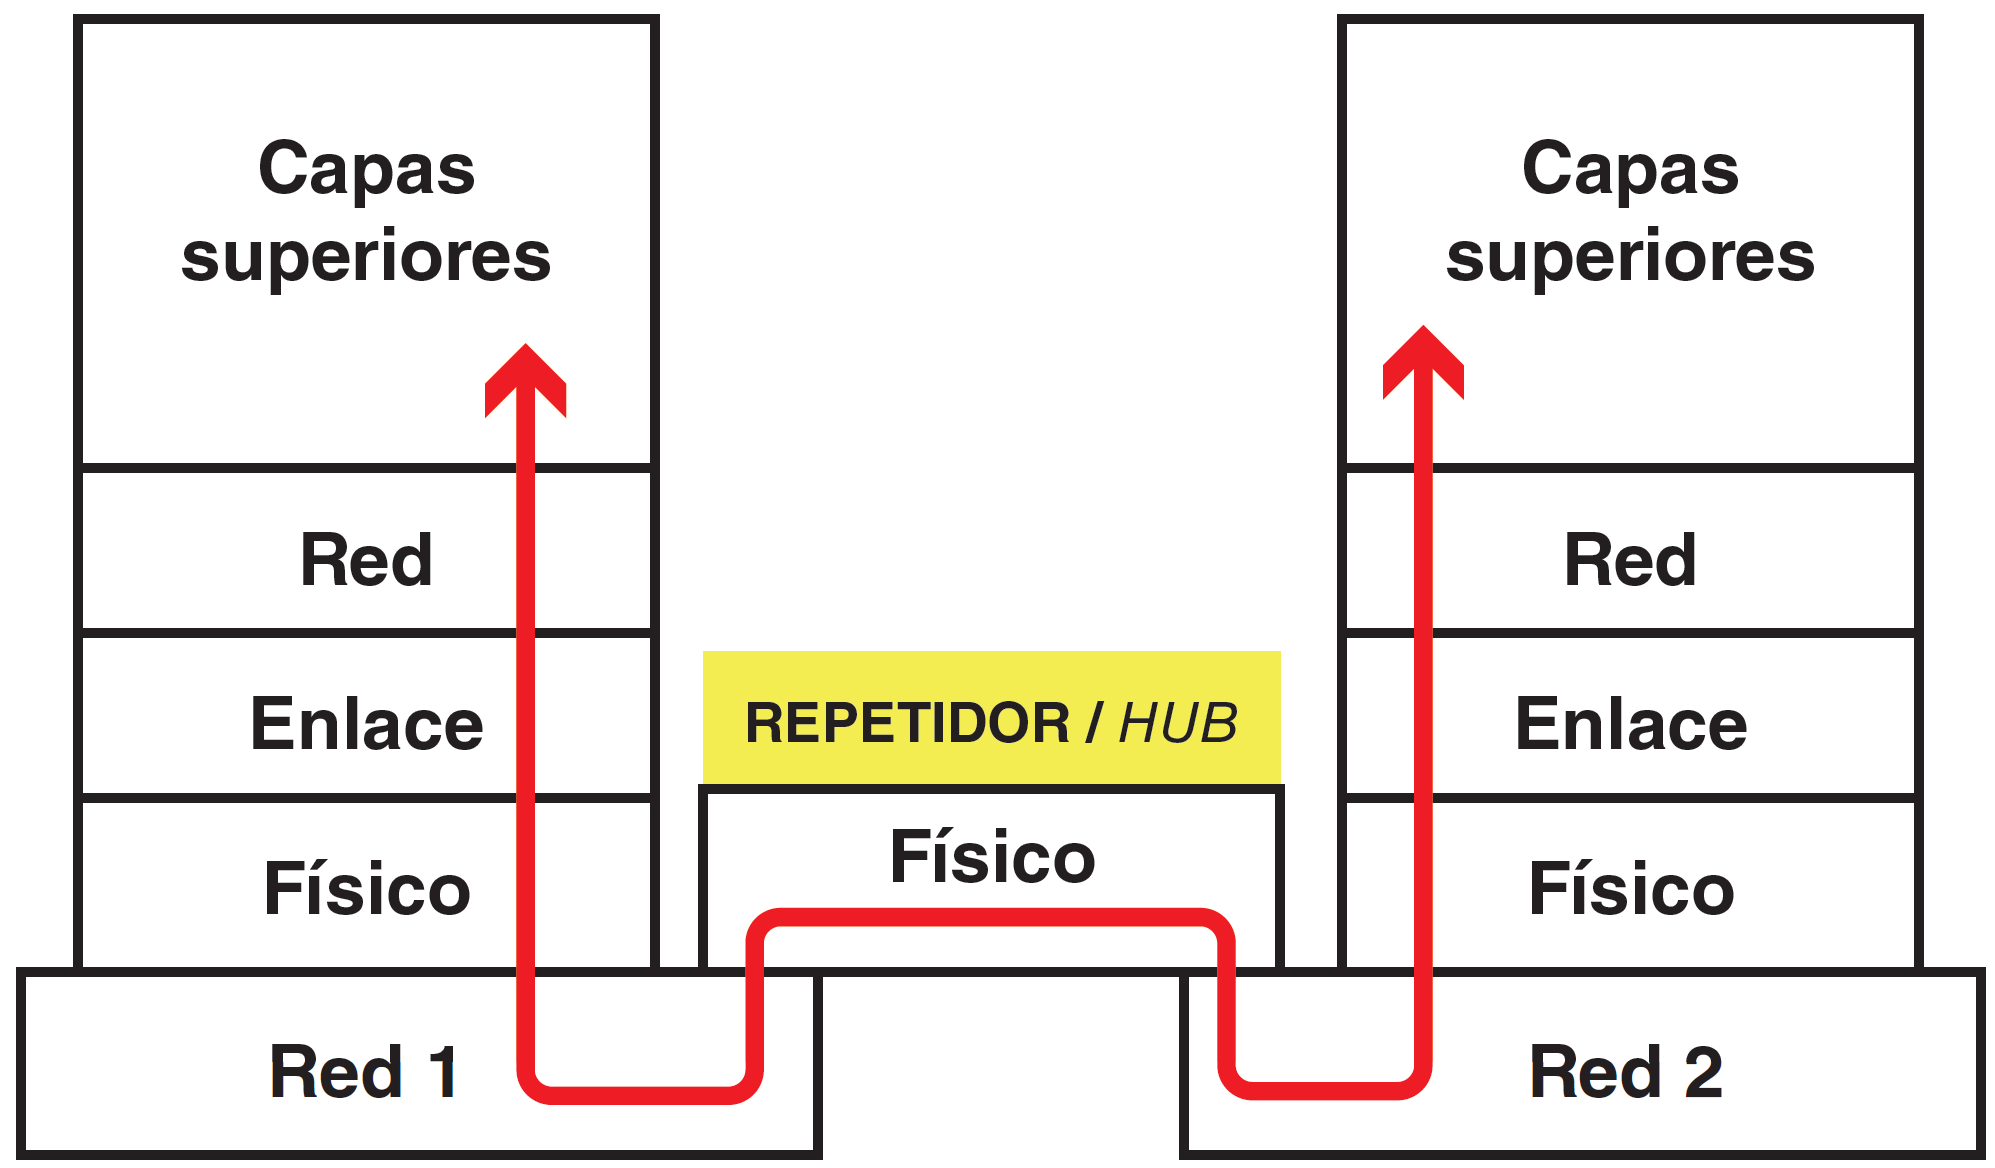 Capas
superiores
Red
Enlace
Físico
Red 1
REPETIDOR / HUB
Físico
Capas
superiores
Red
Enlace
Físico
Red 2